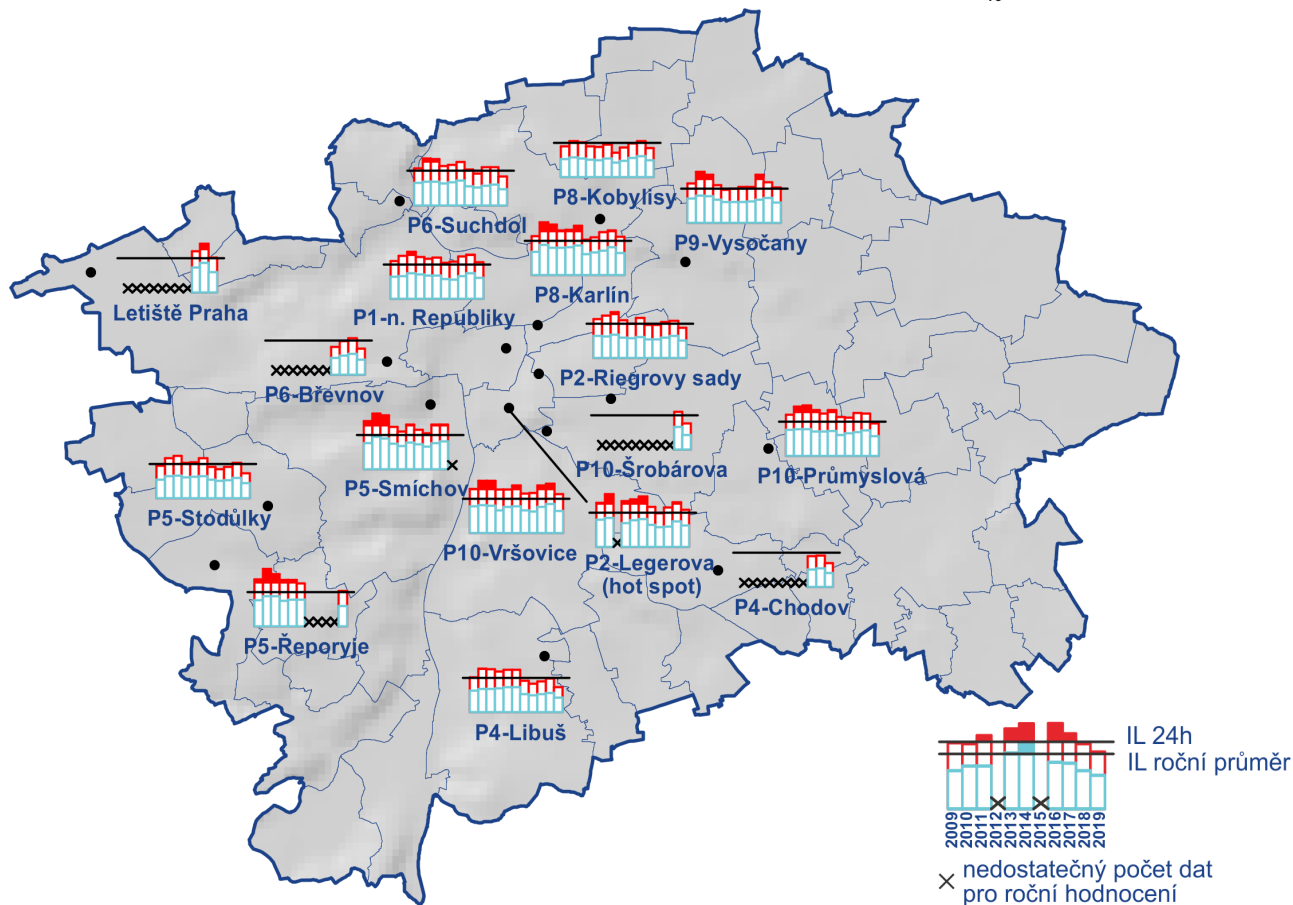 P8-Kobylisy
P6-Suchdol
P9-Vysočany
P8-Karlín
Letiště Praha
P1-n. Republiky
P2-Riegrovy sady
P6-Břevnov
P10-Šrobárova
P10-Průmyslová
P5-Smíchov
P5-Stodůlky
P10-Vršovice
P2-Legerova
(hot spot)
P4-Chodov
P5-Řeporyje
P4-Libuš
IL 24h
IL roční průměr
2009
2010
2011
2012
2013
2014
2015
2016
2017
2018
2019
nedostatečný počet dat
pro roční hodnocení